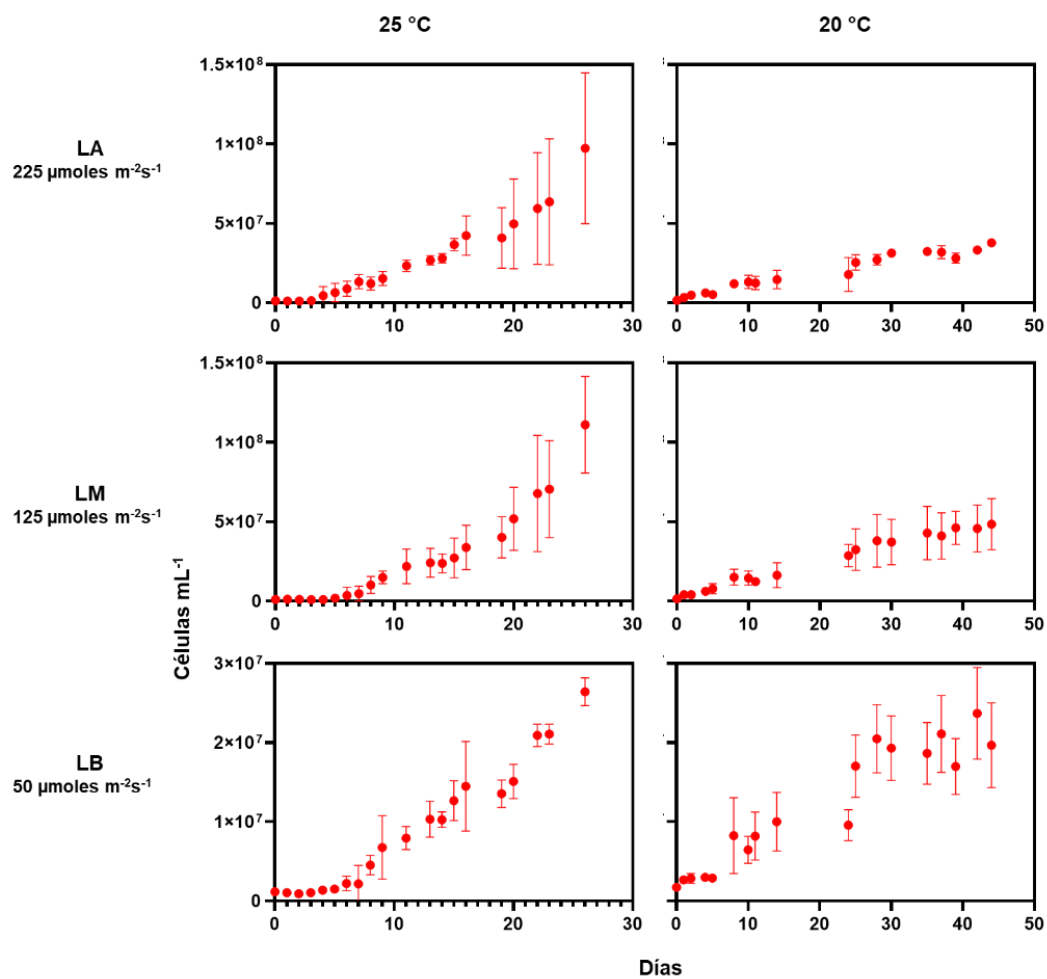 25 °C
20 °C
LA
225 µmoles m⁻²s⁻¹
1.5×10⁸
1×10⁸
5×10⁷
0
0 10 20 30
0 10 20 30 40 50
LM
125 µmoles m⁻²s⁻¹
Células mL⁻¹
1.5×10⁸
1×10⁸
5×10⁷
0
0 10 20 30
0 10 20 30 40 50
LB
50 µmoles m⁻²s⁻¹
3×10⁷
2×10⁷
1×10⁷
0
0 10 20 30
0 10 20 30 40 50
Días